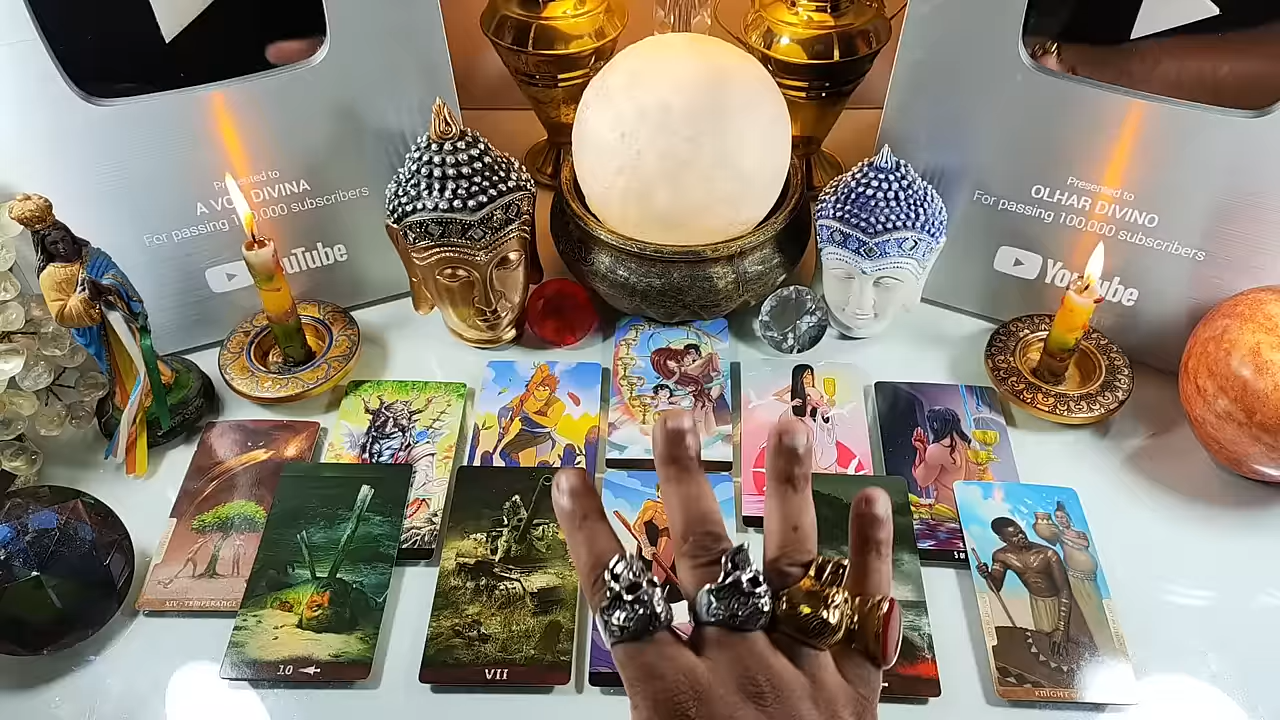 Presented to
A VOZ DIVINA
For passing 100,000 subscribers
YouTube
Presented to
OLHAR DIVINO
For passing 100,000 subscribers
YouTube
XIV - TEMPERANCE
10
VII
5
KNIGHT